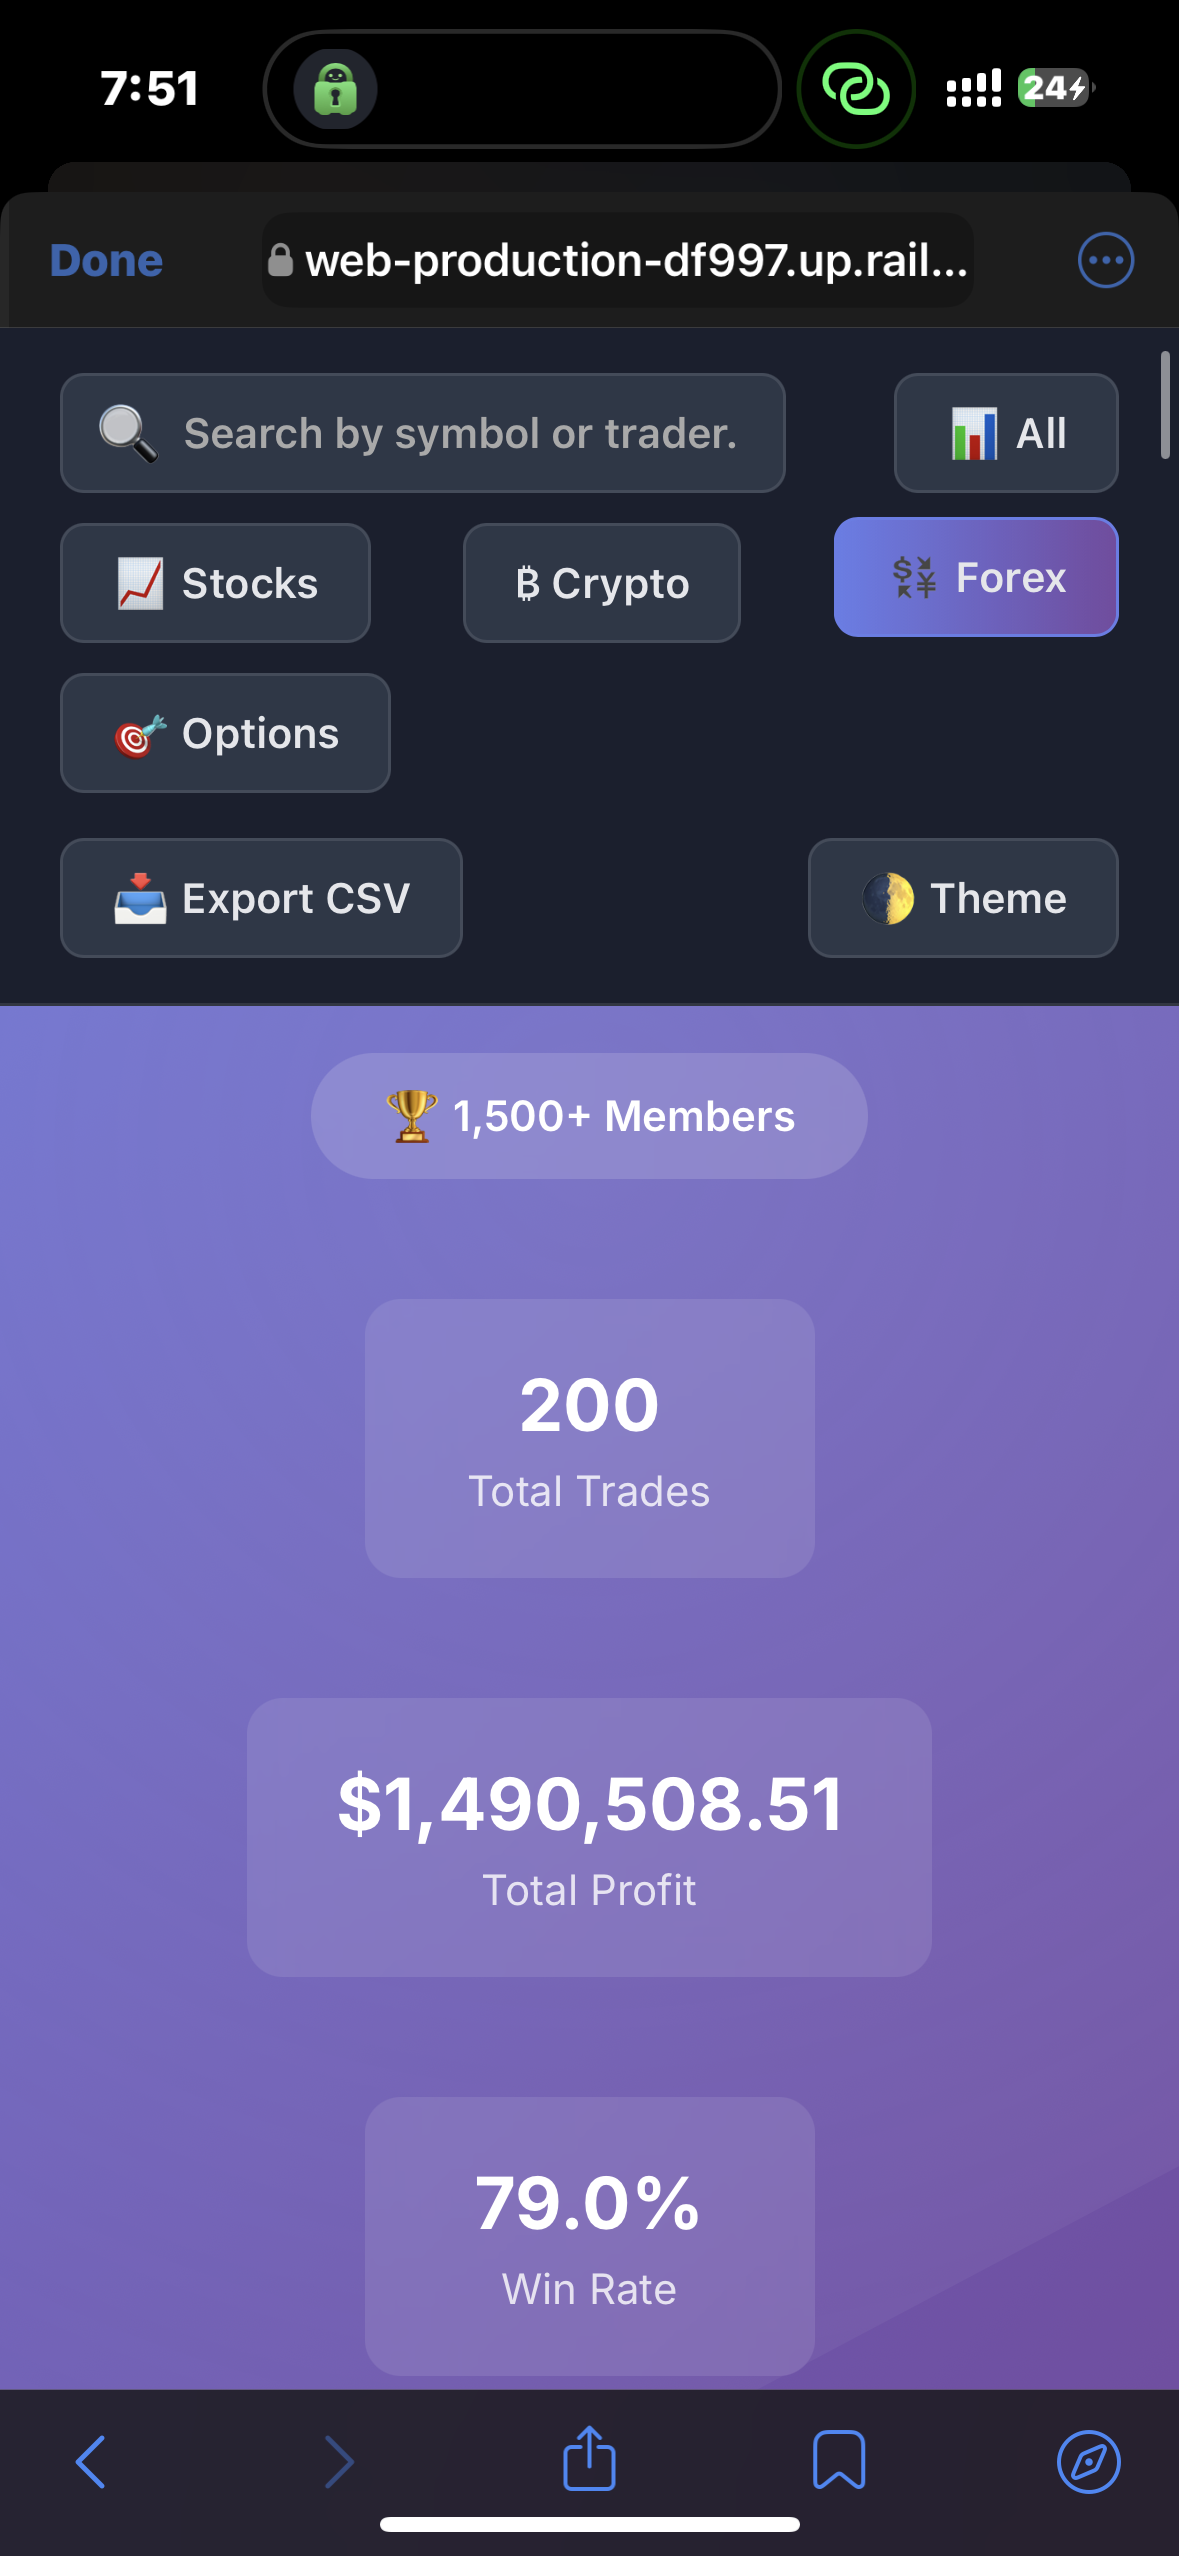 7:51
24
Done
web-production-df997.up.rail...
Search by symbol or trader.
All
Stocks
₿ Crypto
Forex
Options
Export CSV
Theme
1,500+ Members
200
Total Trades
$1,490,508.51
Total Profit
79.0%
Win Rate